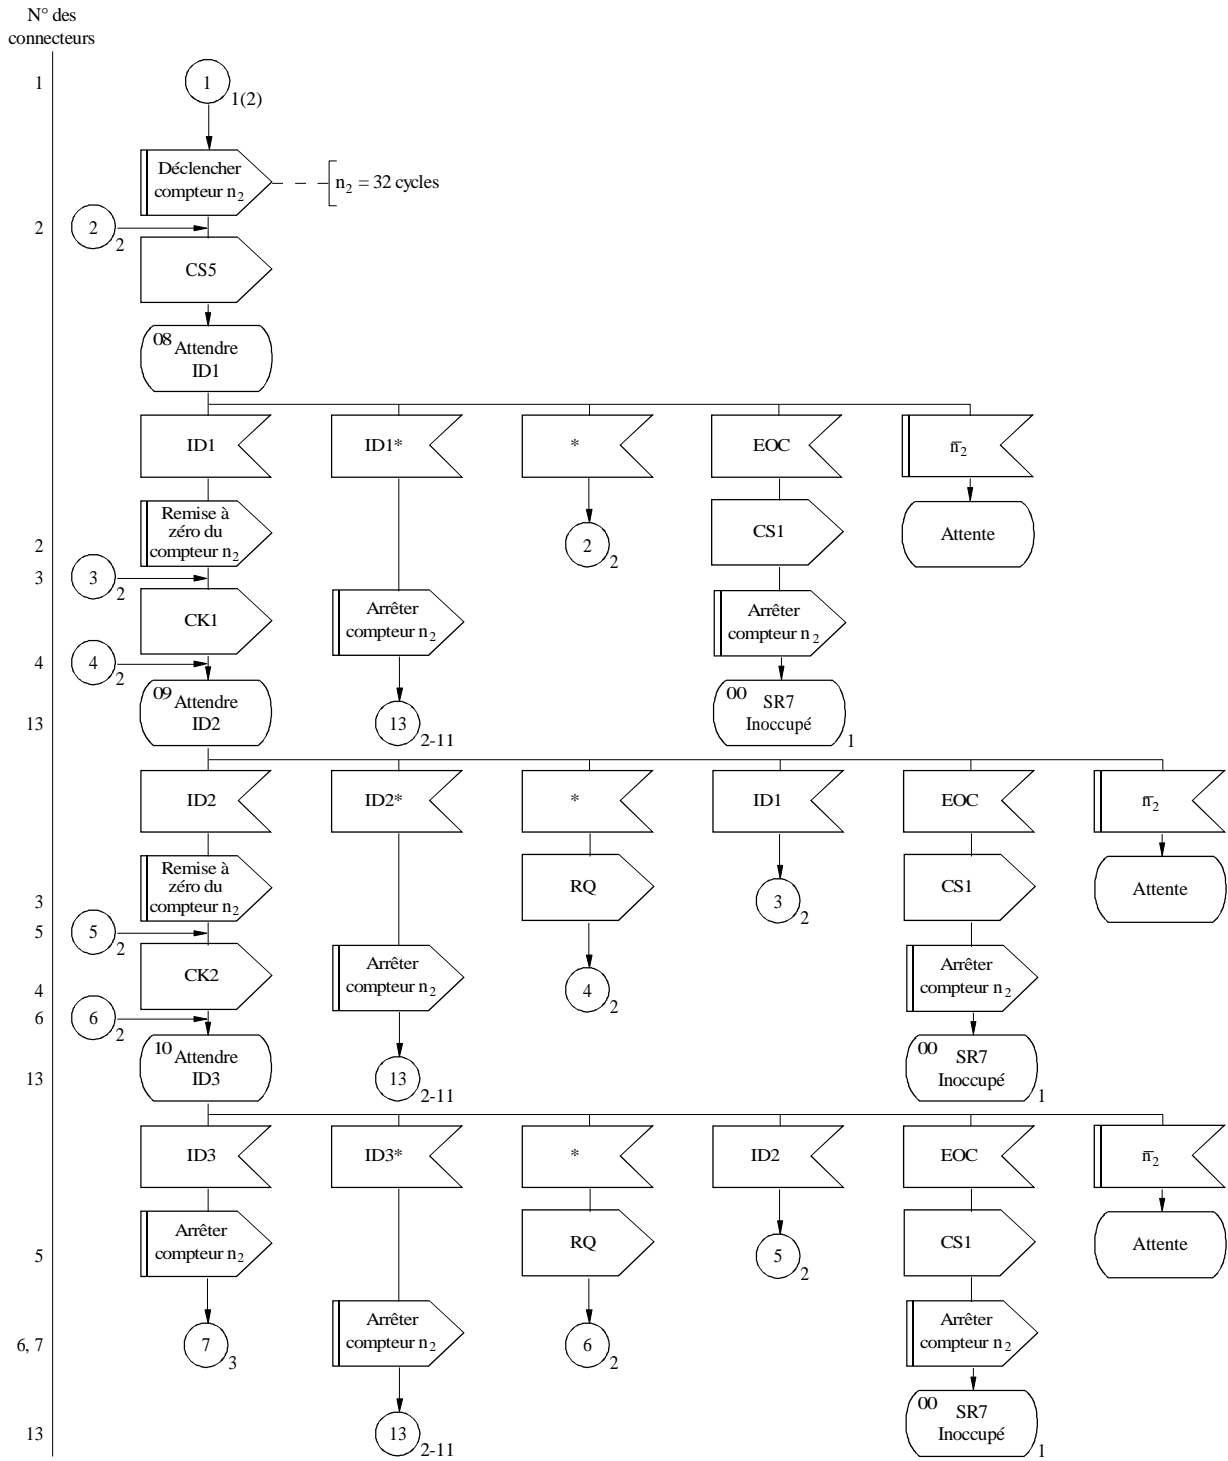 N° des
connecteurs
1
1
1(2)
Déclencher
compteur n2
n2 = 32 cycles
2
2
2
CS5
08
Attendre
ID1
ID1
ID1*
*
EOC
n̅2
Remise à
zéro du
compteur n2
2
2
2
CS1
Attente
3
3
2
CK1
Arrêter
compteur n2
Arrêter
compteur n2
4
4
2
09
Attendre
ID2
13
13
2-11
00
SR7
Inoccupé
1
ID2
ID2*
*
ID1
EOC
n̅2
Remise à
zéro du
compteur n2
3
RQ
3
2
CS1
Attente
5
5
2
CK2
Arrêter
compteur n2
4
4
2
Arrêter
compteur n2
6
6
2
10
Attendre
ID3
13
13
2-11
00
SR7
Inoccupé
1
ID3
ID3*
*
ID2
EOC
n̅2
Arrêter
compteur n2
5
RQ
5
2
CS1
Attente
6, 7
7
3
Arrêter
compteur n2
6
2
Arrêter
compteur n2
13
13
2-11
00
SR7
Inoccupé
1